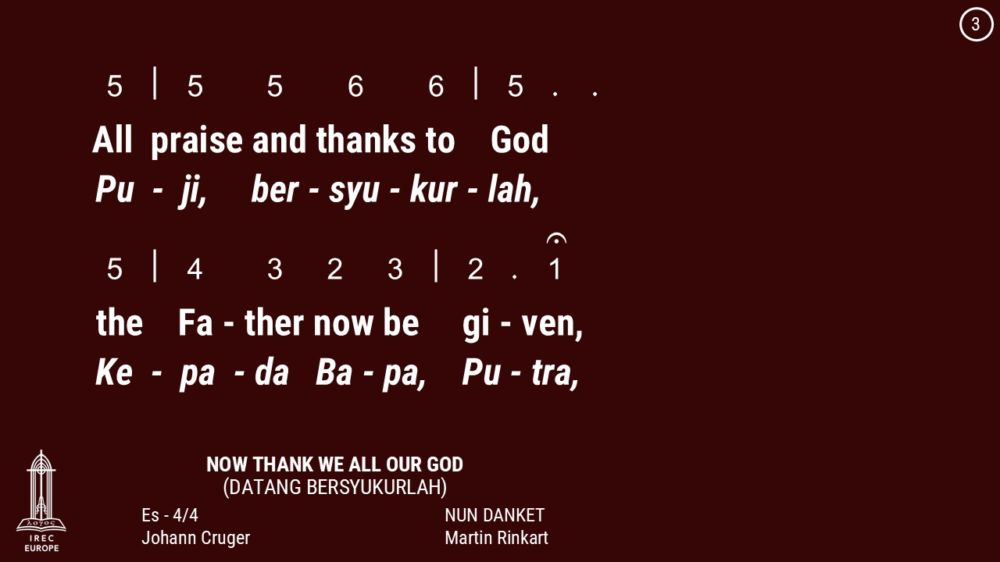 3
5 | 5 5 6 6 | 5 . .
All praise and thanks to God
Pu - ji, ber - syu - kur - lah,
5 | 4 3 2 3 | 2 . 1
the Fa - ther now be gi - ven,
Ke - pa - da Ba - pa, Pu - tra,
NOW THANK WE ALL OUR GOD
(DATANG BERSYUKURLAH)
Es - 4/4 NUN DANKET
Johann Cruger Martin Rinkart
λογος
IREC
EUROPE